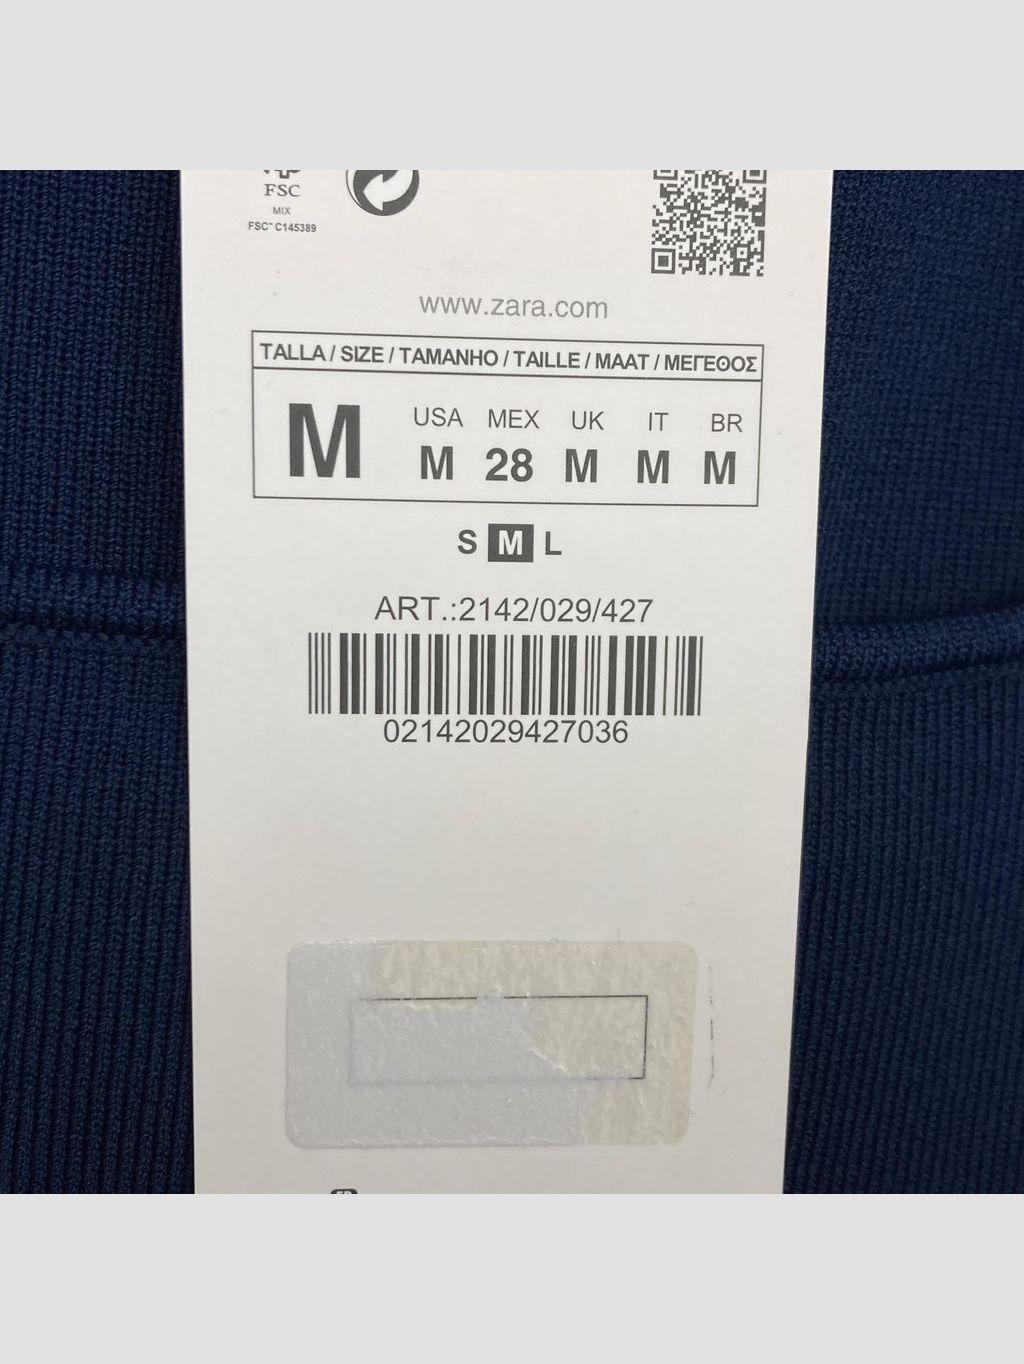 FSC
MIX
FSC™ C145389
www.zara.com
TALLA / SIZE / TAMANHO / TAILLE / MAAT / ΜΕΓΕΘΟΣ
M
USA MEX UK IT BR
M 28 M M M
S M L
ART.:2142/029/427
02142029427036